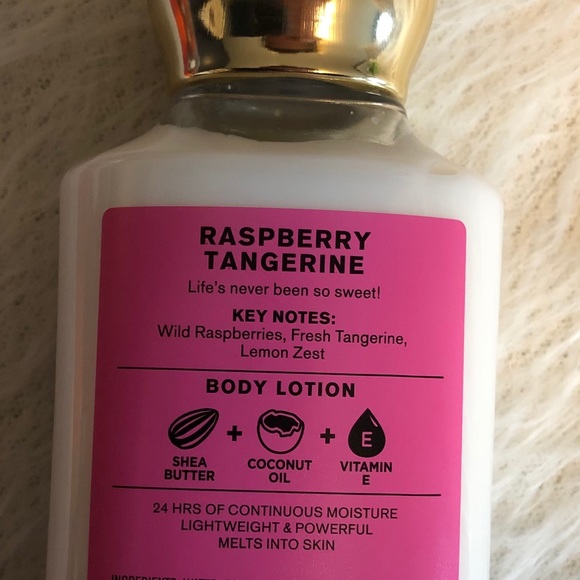 RASPBERRY
TANGERINE
Life's never been so sweet!
KEY NOTES:
Wild Raspberries, Fresh Tangerine,
Lemon Zest
BODY LOTION
SHEA
BUTTER
+
COCONUT
OIL
+
E
VITAMIN
E
24 HRS OF CONTINUOUS MOISTURE
LIGHTWEIGHT & POWERFUL
MELTS INTO SKIN